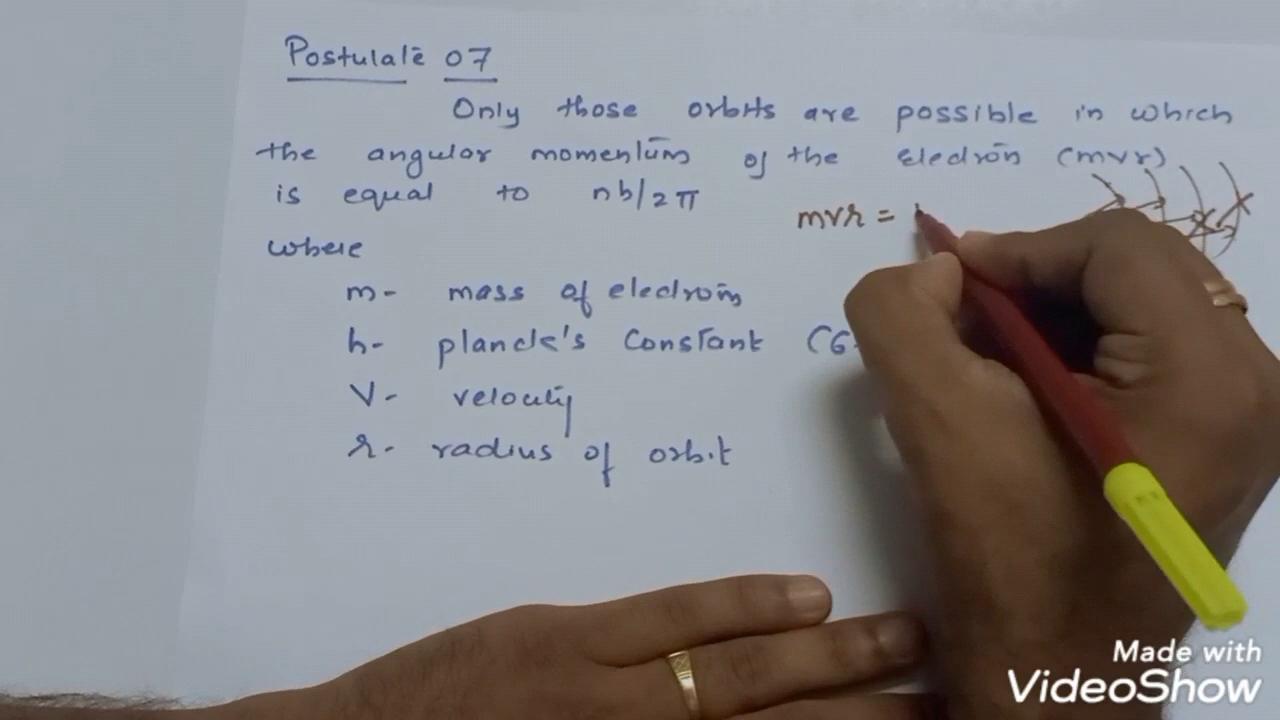 Postulate 07
Only those orbits are possible in which
the angular momentum of the electron (mvr)
is equal to nh/2π
mvr =
where
m- mass of electron
h- planck's Constant (6.
V- velocity
r- radius of orbit
Made with
VideoShow